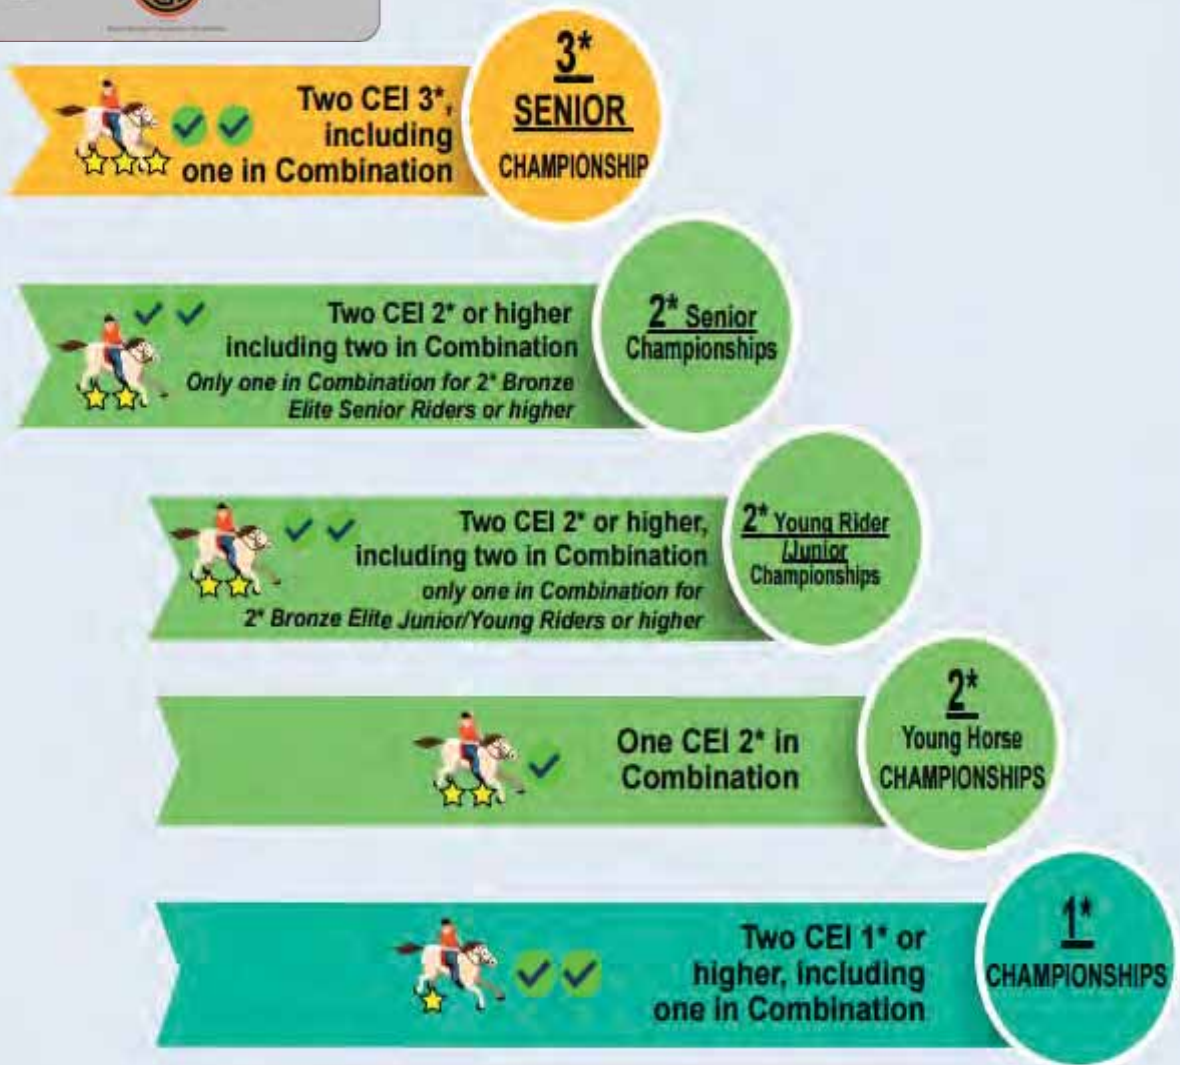 Two CEI 3*,
including
one in Combination
3*
SENIOR
CHAMPIONSHIP
Two CEI 2* or higher
including two in Combination
Only one in Combination for 2* Bronze
Elite Senior Riders or higher
2* Senior
Championships
Two CEI 2* or higher,
including two in Combination
only one in Combination for
2* Bronze Elite Junior/Young Riders or higher
2* Young Rider
/Junior
Championships
One CEI 2* in
Combination
2*
Young Horse
CHAMPIONSHIPS
Two CEI 1* or
higher, including
one in Combination
1*
CHAMPIONSHIPS